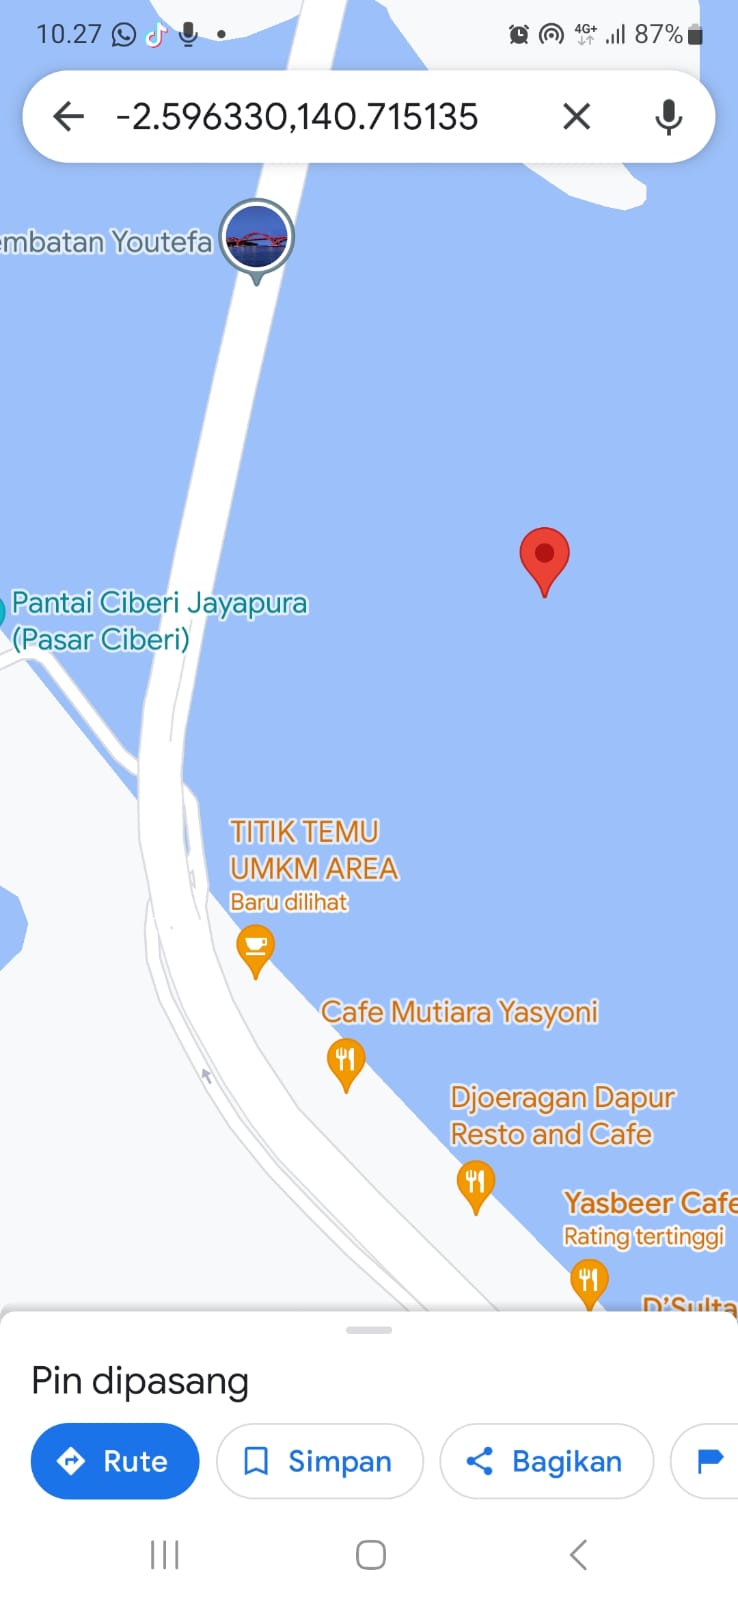 10.27
4G+
87%
-2.596330,140.715135
mbatan Youtefa
Pantai Ciberi Jayapura
(Pasar Ciberi)
TITIK TEMU
UMKM AREA
Baru dilihat
Cafe Mutiara Yasyoni
Djoeragan Dapur
Resto and Cafe
Yasbeer Cafe
Rating tertinggi
D'Sulta
Pin dipasang
Rute
Simpan
Bagikan